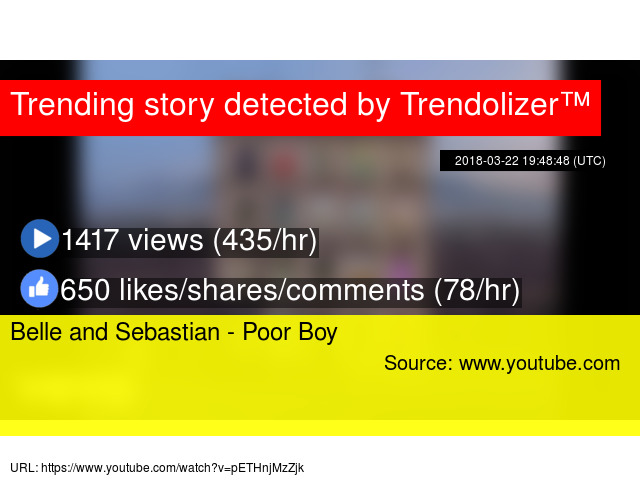 Trending story detected by Trendolizer™
2018-03-22 19:48:48 (UTC)
1417 views (435/hr)
650 likes/shares/comments (78/hr)
Belle and Sebastian - Poor Boy
Source: www.youtube.com
URL: https://www.youtube.com/watch?v=pETHnjMzZjk